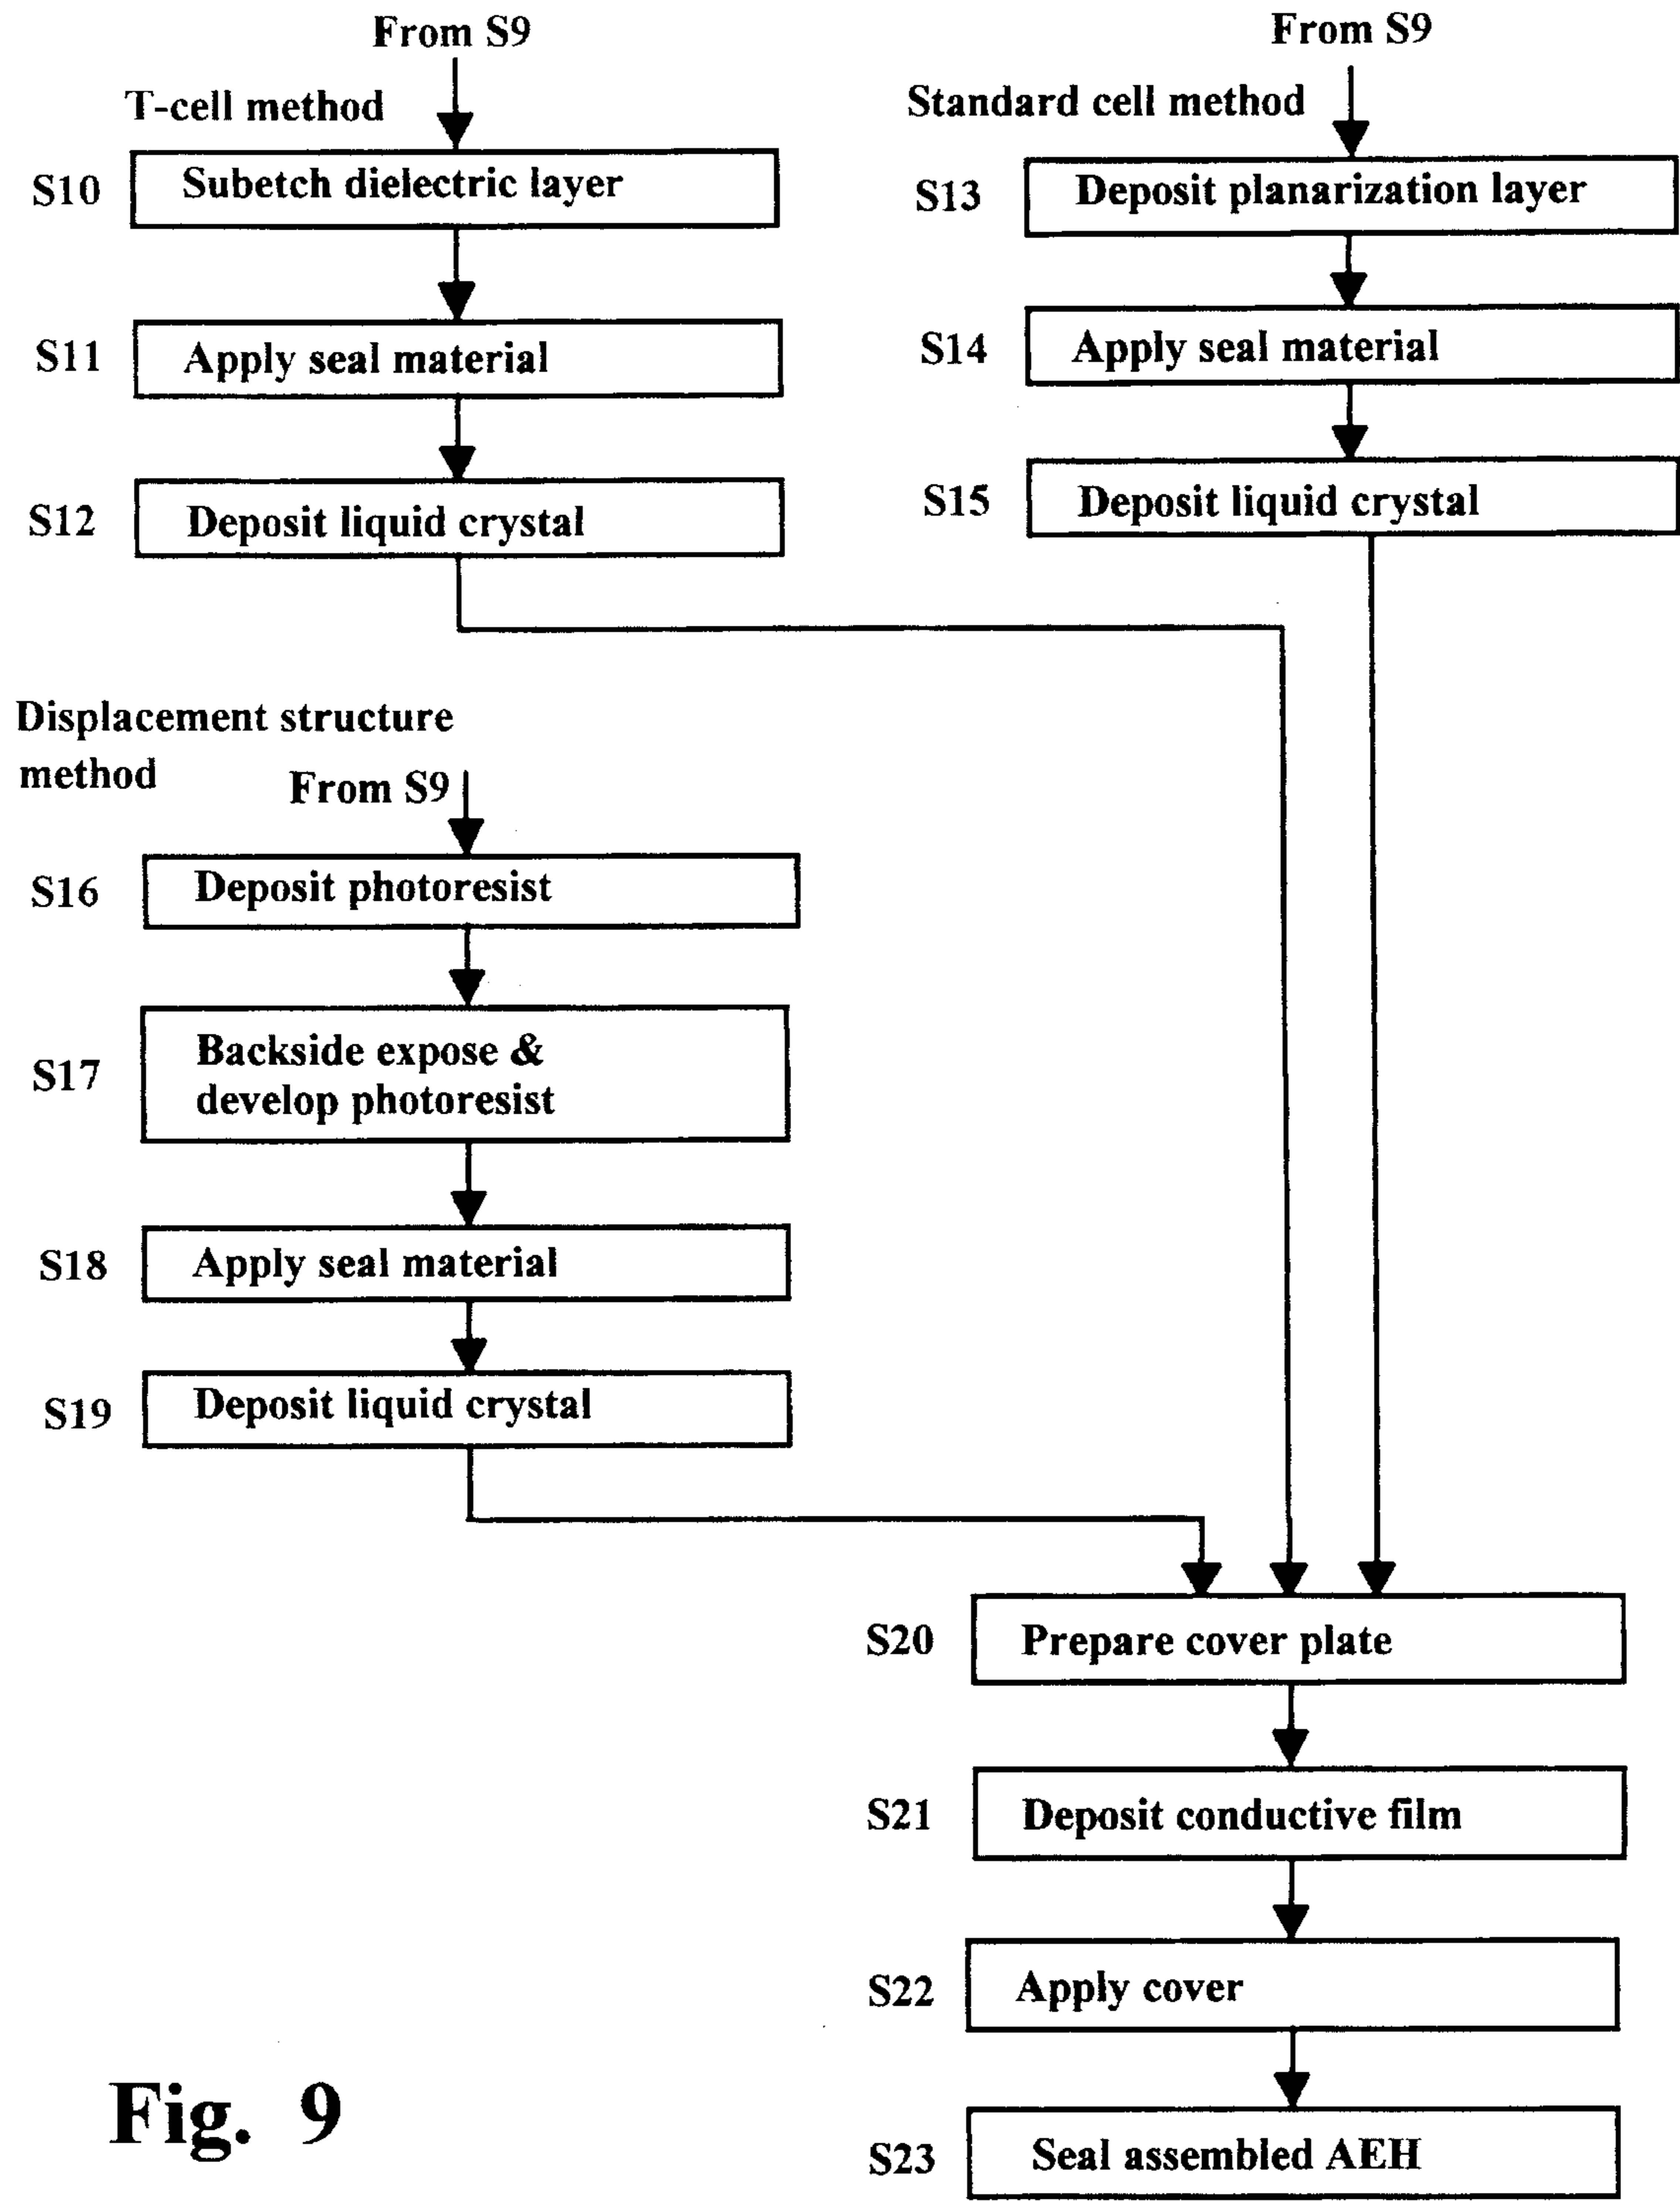 From S9
T-cell method
S10 Subetch dielectric layer
S11 Apply seal material
S12 Deposit liquid crystal
From S9
Standard cell method
S13 Deposit planarization layer
S14 Apply seal material
S15 Deposit liquid crystal
Displacement structure
method
From S9
S16 Deposit photoresist
S17 Backside expose &
develop photoresist
S18 Apply seal material
S19 Deposit liquid crystal
S20 Prepare cover plate
S21 Deposit conductive film
S22 Apply cover
S23 Seal assembled AEH
Fig. 9